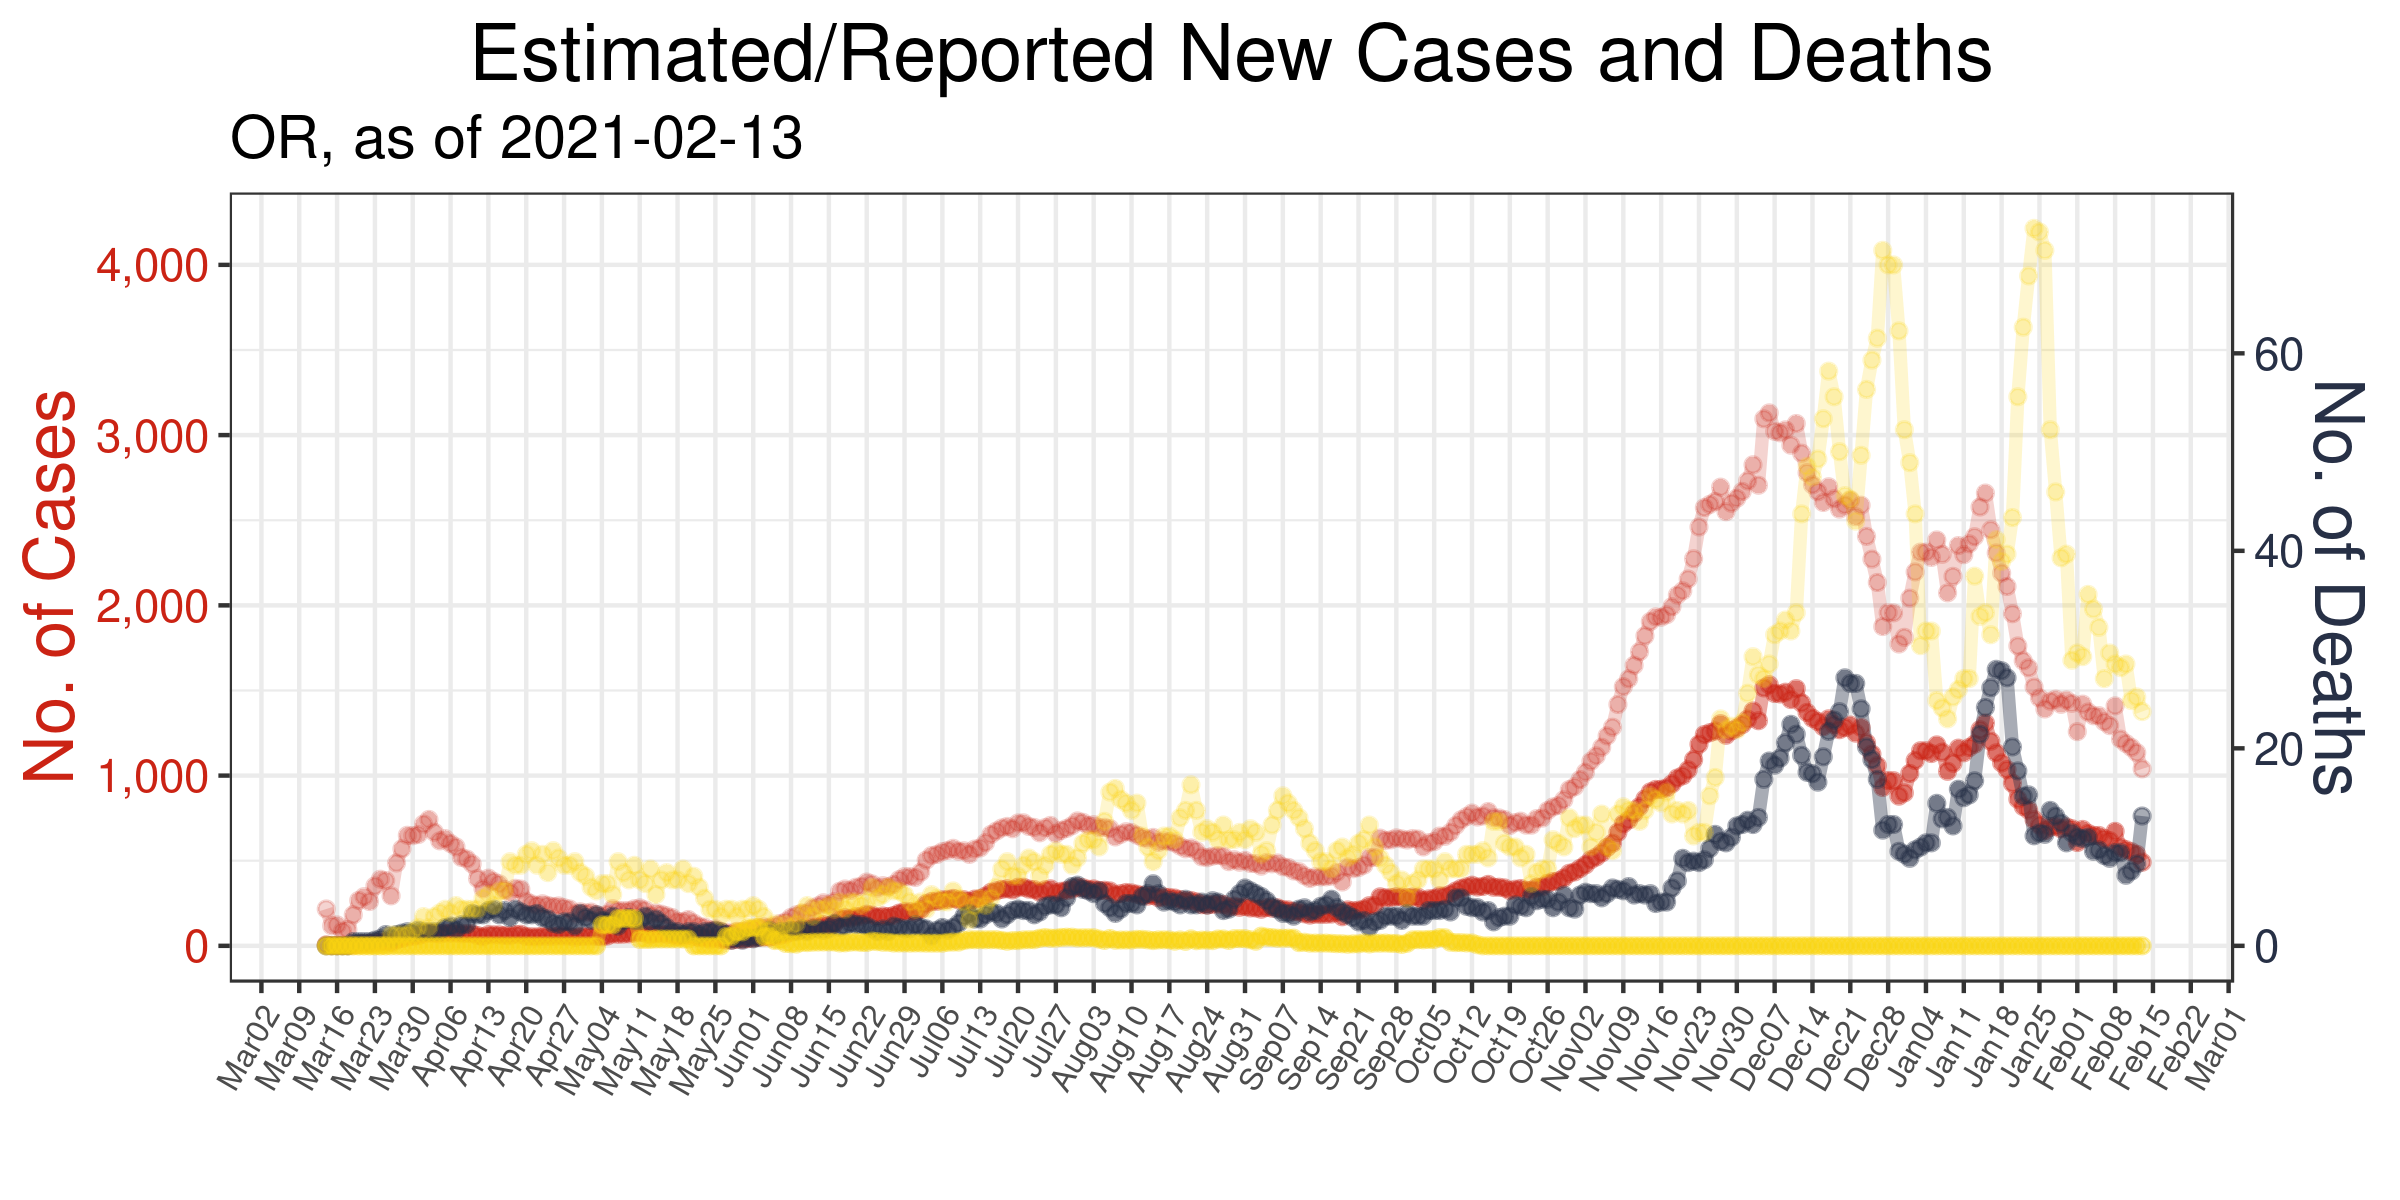 Estimated/Reported New Cases and Deaths
OR, as of 2021-02-13
No. of Cases
4,000
3,000
2,000
1,000
0
60
40
20
0
No. of Deaths
Mar02
Mar09
Mar16
Mar23
Mar30
Apr06
Apr13
Apr20
Apr27
May04
May11
May18
May25
Jun01
Jun08
Jun15
Jun22
Jun29
Jul06
Jul13
Jul20
Jul27
Aug03
Aug10
Aug17
Aug24
Aug31
Sep07
Sep14
Sep21
Sep28
Oct05
Oct12
Oct19
Oct26
Nov02
Nov09
Nov16
Nov23
Nov30
Dec07
Dec14
Dec21
Dec28
Jan04
Jan11
Jan18
Jan25
Feb01
Feb08
Feb15
Feb22
Mar01